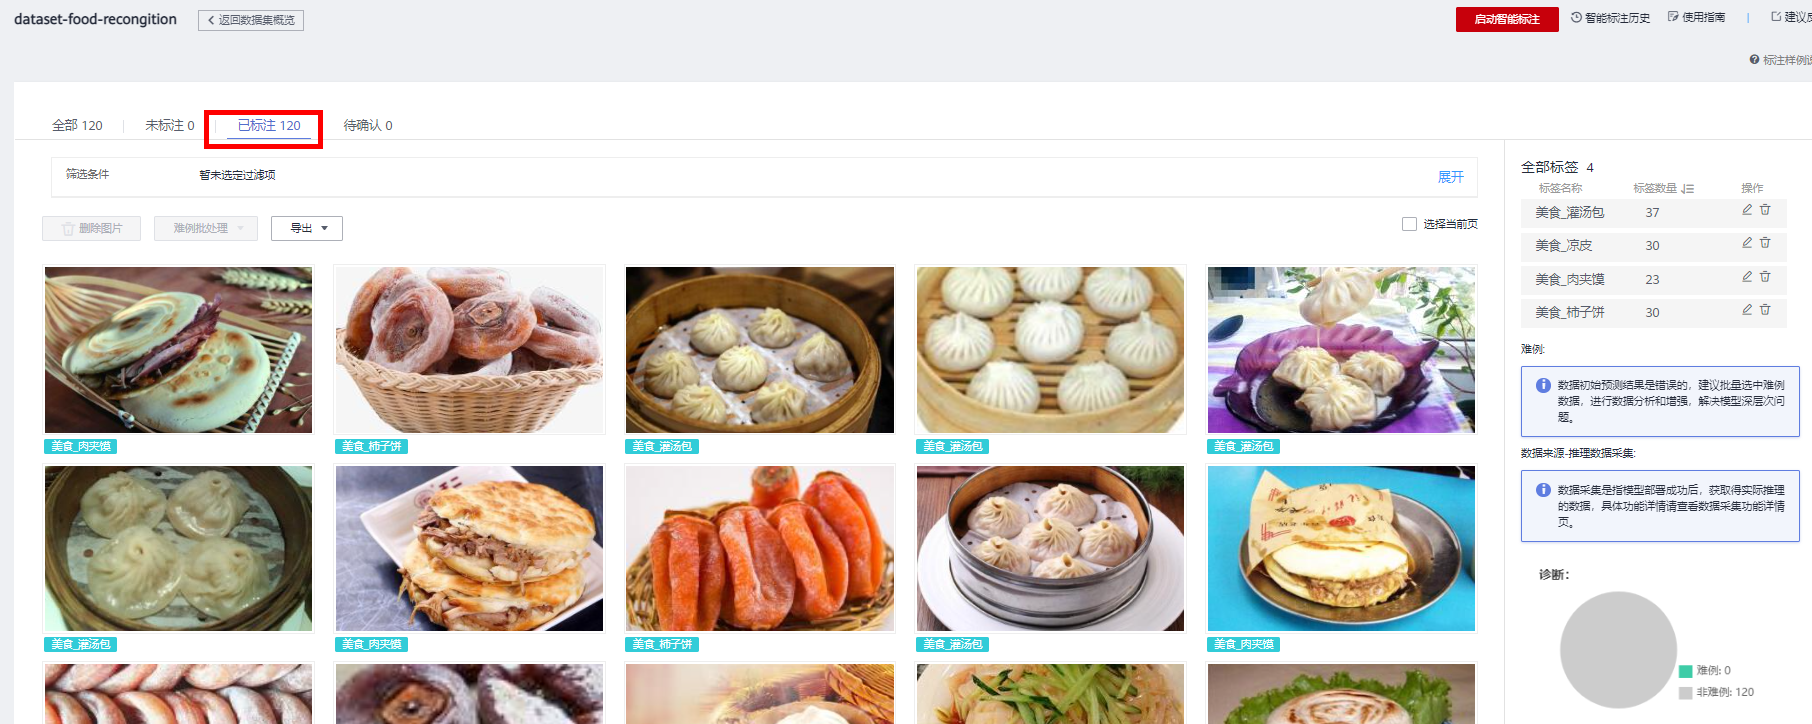 dataset-food-recongition
返回数据集概览
启动智能标注
智能标注历史
使用指南
建议反
标注样例说
全部 120
未标注 0
已标注 120
待确认 0
筛选条件
暂未选定过滤项
展开
删除图片
难例批处理
导出
选择当前页
美食_肉夹馍
美食_柿子饼
美食_灌汤包
美食_灌汤包
美食_灌汤包
美食_灌汤包
美食_肉夹馍
美食_柿子饼
美食_灌汤包
美食_肉夹馍
全部标签 4
标签名称 标签数量 操作
美食_灌汤包 37
美食_凉皮 30
美食_肉夹馍 23
美食_柿子饼 30
难例:
数据初始预测结果是错误的，建议批量选中难例
数据，进行数据分析和增强，解决模型深层次问
题。
数据来源-推理数据采集:
数据采集是指模型部署成功后，获取得实际推理
的数据，具体功能详情请查看数据采集功能详情
页。
诊断：
难例: 0
非难例: 120